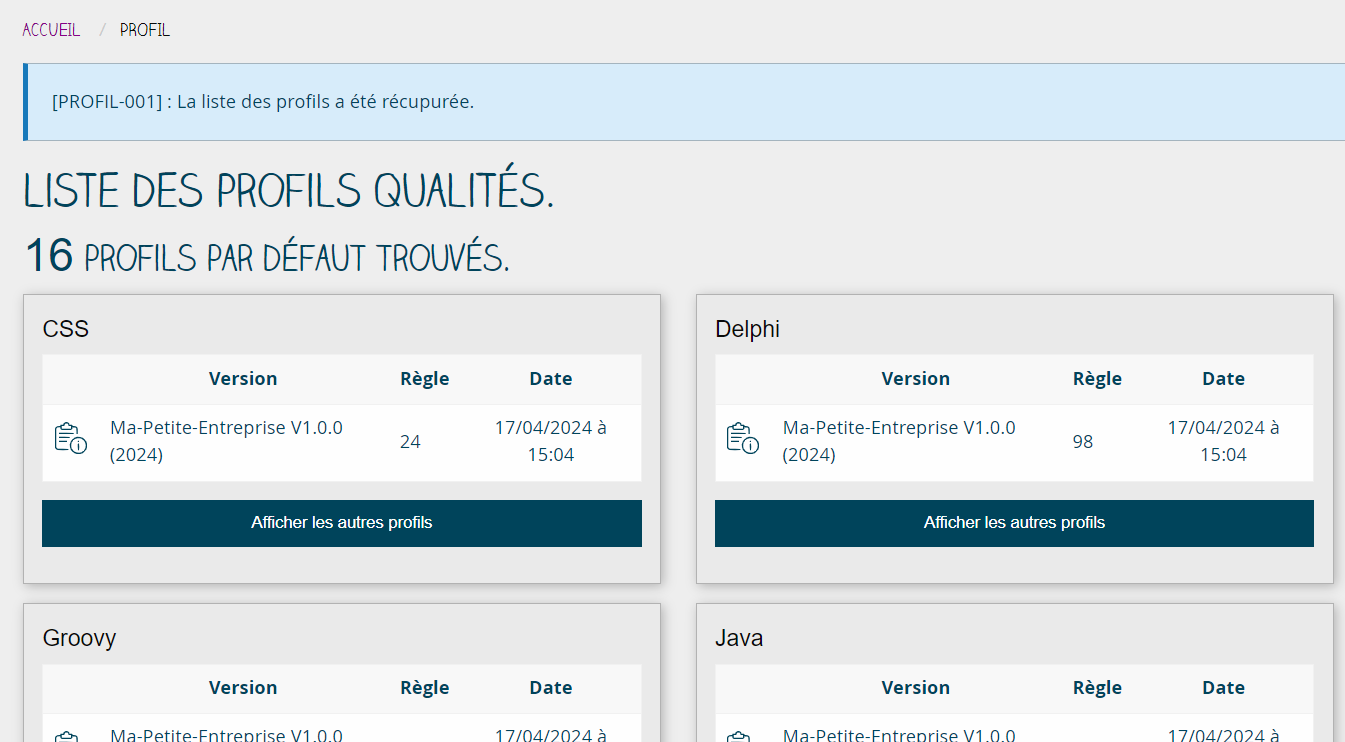 ACCUEIL / PROFIL
[PROFIL-001] : La liste des profils a été récupurée.
LISTE DES PROFILS QUALITÉS.
16 PROFILS PAR DÉFAUT TROUVÉS.
CSS
Version Règle Date
Ma-Petite-Entreprise V1.0.0 (2024) 24 17/04/2024 à 15:04
Afficher les autres profils
Delphi
Version Règle Date
Ma-Petite-Entreprise V1.0.0 (2024) 98 17/04/2024 à 15:04
Afficher les autres profils
Groovy
Version Règle Date
Ma-Petite-Entreprise V1.0.0 17/04/2024 à
Java
Version Règle Date
Ma-Petite-Entreprise V1.0.0 17/04/2024 à